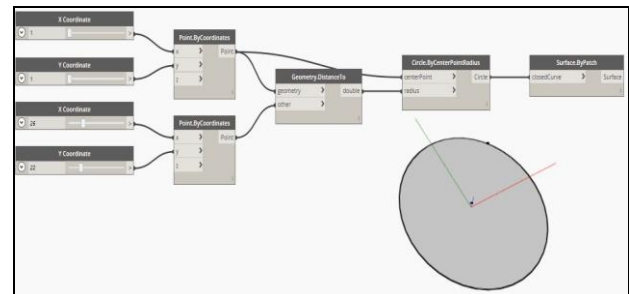 X Coordinate
1
>
Y Coordinate
1
>
X Coordinate
26
>
Y Coordinate
22
>
Point.ByCoordinates
x > Point
y >
z >
Point.ByCoordinates
x > Point
y >
z >
Geometry.DistanceTo
geometry > double
other >
Circle.ByCenterPointRadius
centerPoint > Circle
radius >
Surface.ByPatch
closedCurve > Surface